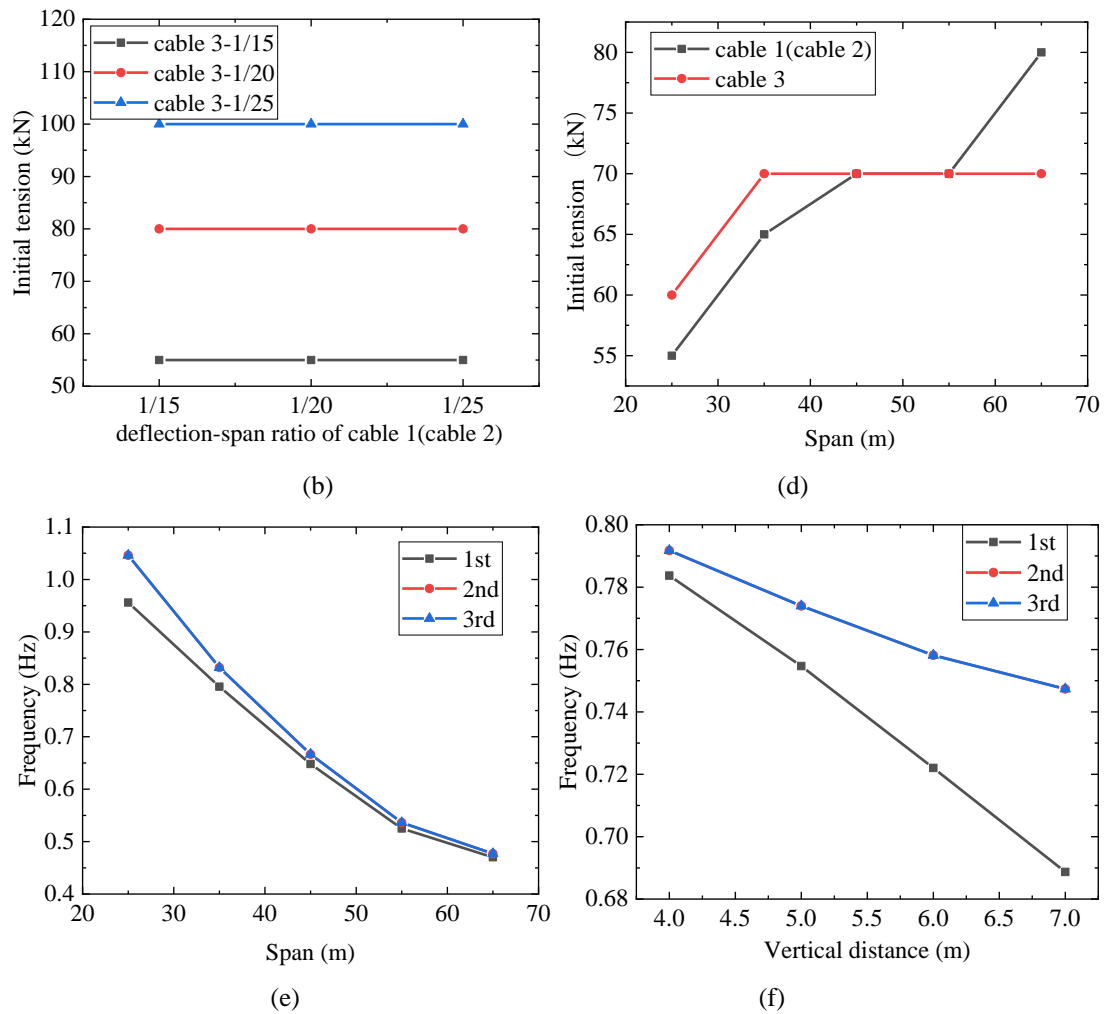 120
110
100
90
80
70
60
50
Initial tension (kN)
cable 3-1/15
cable 3-1/20
cable 3-1/25
1/15 1/20 1/25
deflection-span ratio of cable 1(cable 2)
(b)
80
75
70
65
60
55
Initial tension (kN)
cable 1(cable 2)
cable 3
20 30 40 50 60 70
Span (m)
(d)
1.1
1.0
0.9
0.8
0.7
0.6
0.5
0.4
Frequency (Hz)
1st
2nd
3rd
20 30 40 50 60 70
Span (m)
(e)
0.80
0.78
0.76
0.74
0.72
0.70
0.68
Frequency (Hz)
1st
2nd
3rd
4.0 4.5 5.0 5.5 6.0 6.5 7.0
Vertical distance (m)
(f)